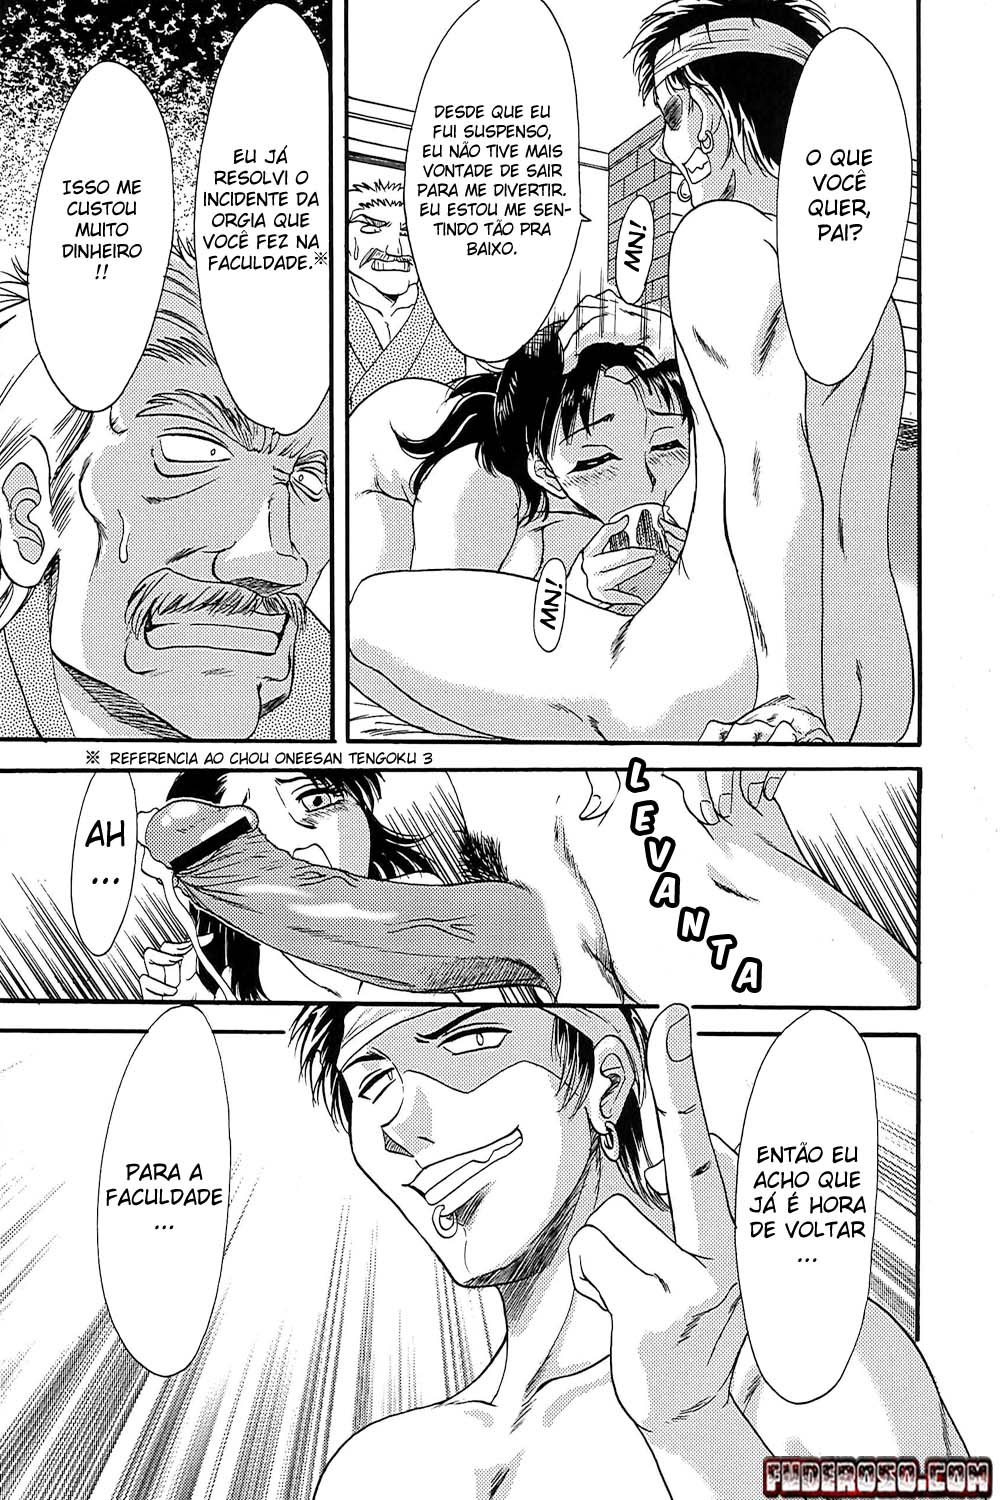 O QUE
VOCÊ
QUER,
PAI?
DESDE QUE EU
FUI SUSPENSO,
EU NÃO TIVE MAIS
VONTADE DE SAIR
PARA ME DIVERTIR.
EU ESTOU ME SEN-
TINDO TÃO PRA
BAIXO.
NW!
NW!
EU JÁ
RESOLVI O
INCIDENTE DA
ORGIA QUE
VOCÊ FEZ NA
FACULDADE.※
ISSO ME
CUSTOU
MUITO
DINHEIRO
!!
※ REFERENCIA AO CHOU ONEESAN TENGOKU 3
LEVANTA
AH
...
ENTÃO EU
ACHO QUE
JÁ É HORA
DE VOLTAR
...
PARA A
FACULDADE
...
FUDEROSO.COM